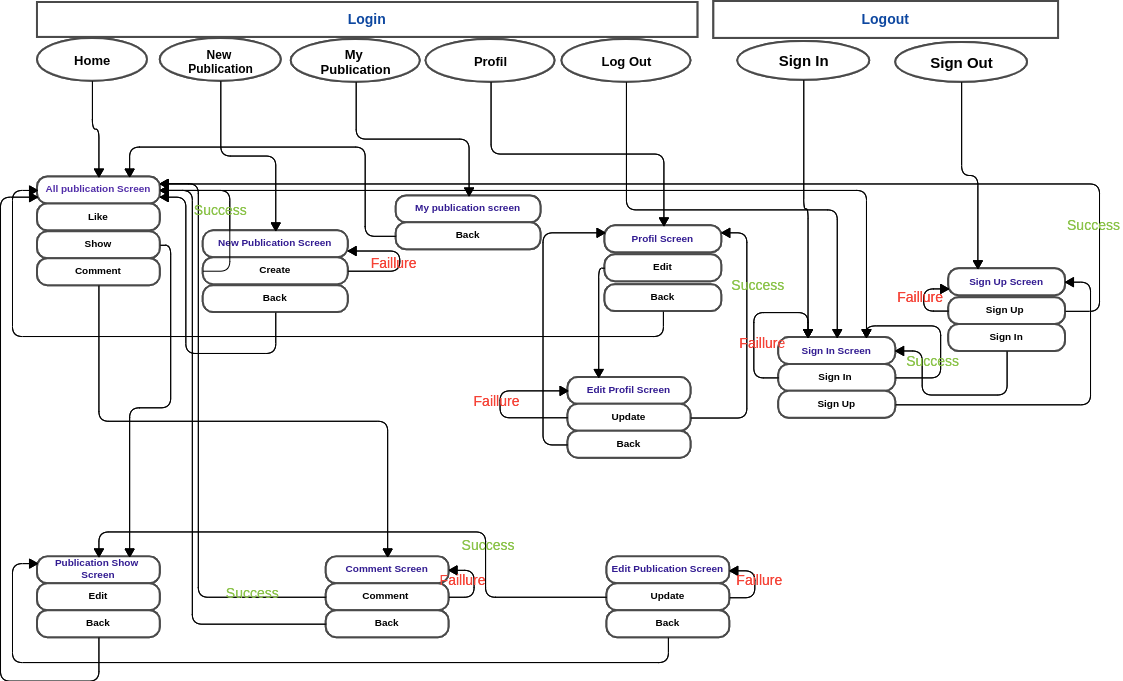 Login
Logout
Home
New
Publication
My
Publication
Profil
Log Out
Sign In
Sign Out
All publication Screen
Like
Show
Comment
Success
New Publication Screen
Create
Back
Faillure
My publication screen
Back
Profil Screen
Edit
Back
Success
Success
Sign Up Screen
Sign Up
Sign In
Faillure
Faillure
Sign In Screen
Sign In
Sign Up
Success
Edit Profil Screen
Update
Back
Faillure
Publication Show
Screen
Edit
Back
Success
Comment Screen
Comment
Back
Faillure
Success
Edit Publication Screen
Update
Back
Faillure